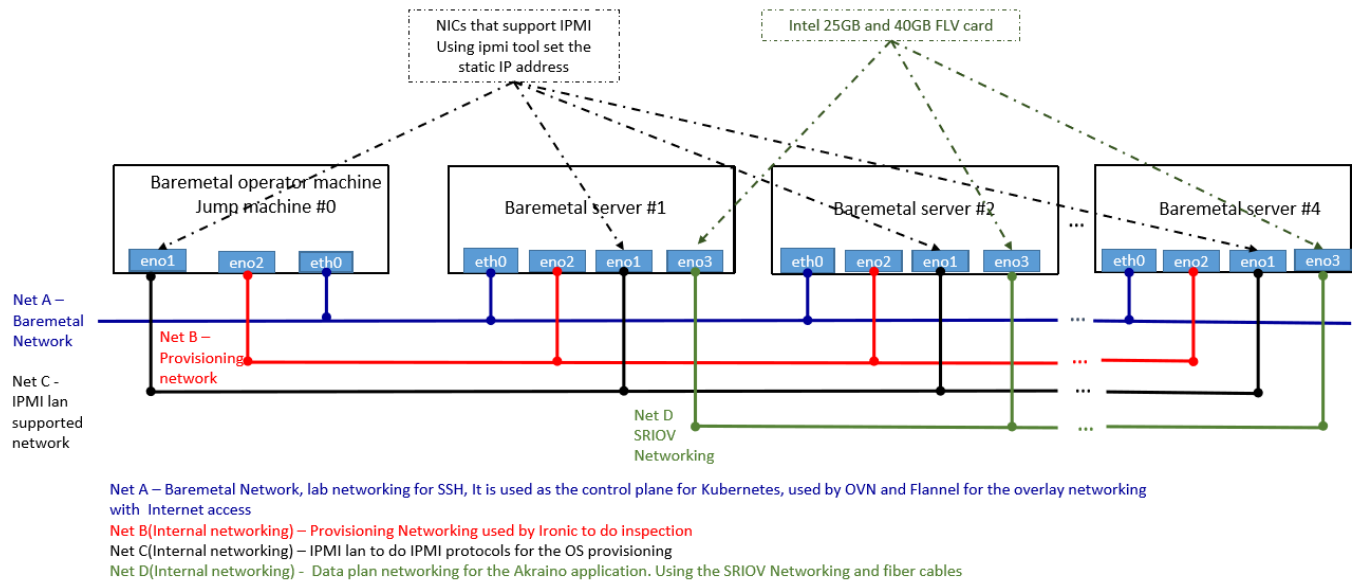 NICs that support IPMI
Using ipmi tool set the
static IP address
Intel 25GB and 40GB FLV card
Baremetal operator machine
Jump machine #0
Baremetal server #1
Baremetal server #2
...
Baremetal server #4
eno1
eno2
eth0
eth0
eno2
eno1
eno3
eth0
eno2
eno1
eno3
eth0
eno2
eno1
eno3
Net A –
Baremetal
Network
...
Net B –
Provisioning
network
...
Net C -
IPMI lan
supported
network
...
Net D
SRIOV
Networking
...
Net A – Baremetal Network, lab networking for SSH, It is used as the control plane for Kubernetes, used by OVN and Flannel for the overlay networking
with Internet access
Net B(Internal networking) – Provisioning Networking used by Ironic to do inspection
Net C(Internal networking) – IPMI lan to do IPMI protocols for the OS provisioning
Net D(Internal networking) - Data plan networking for the Akraino application. Using the SRIOV Networking and fiber cables